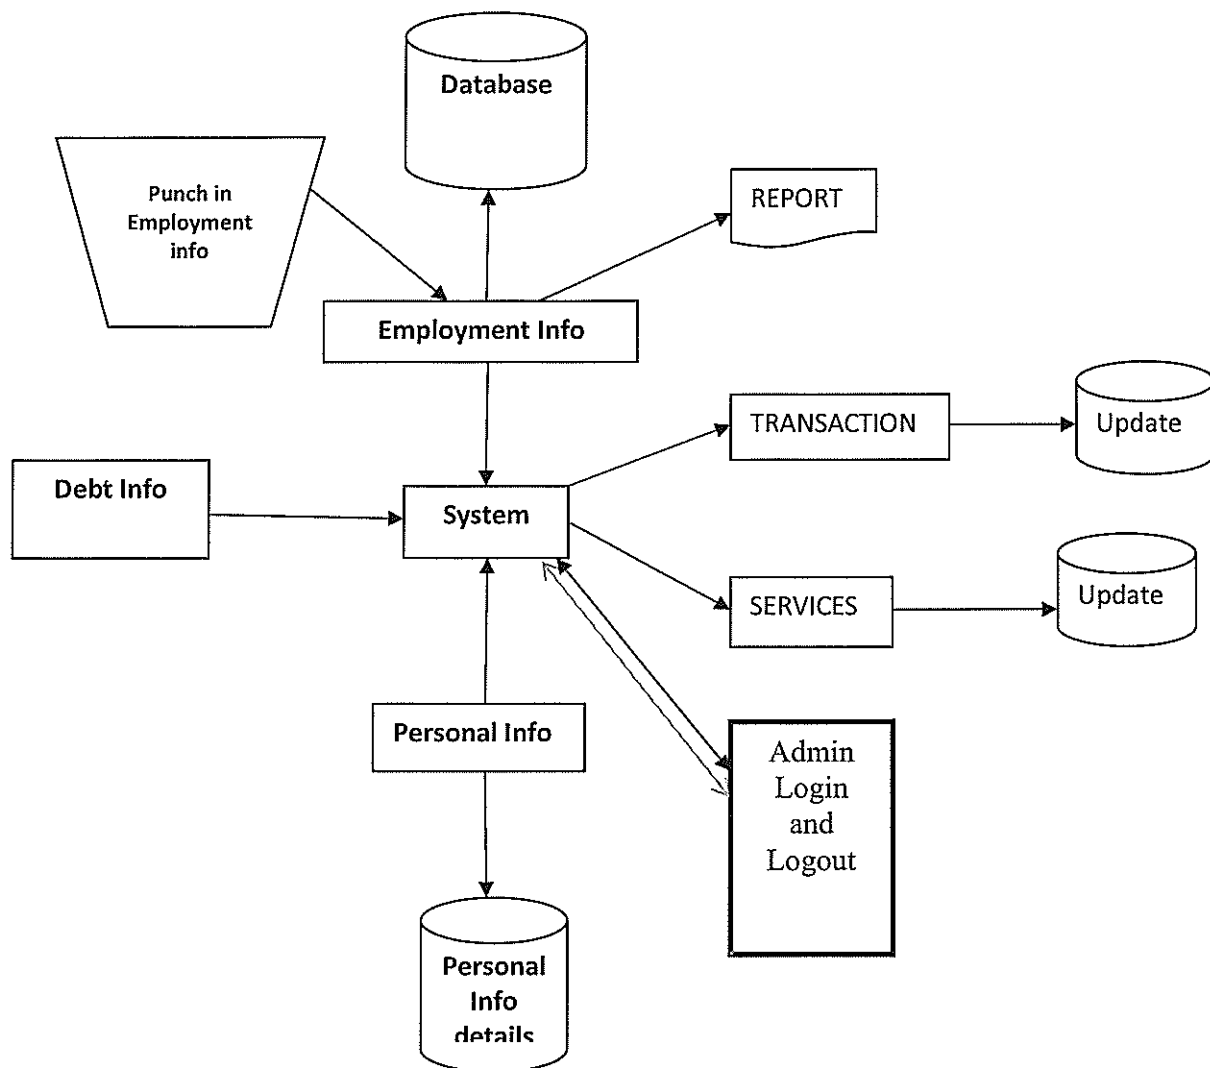 Database
Punch in
Employment
info
REPORT
Employment Info
TRANSACTION
Update
Debt Info
System
SERVICES
Update
Personal Info
Admin
Login
and
Logout
Personal
Info
details